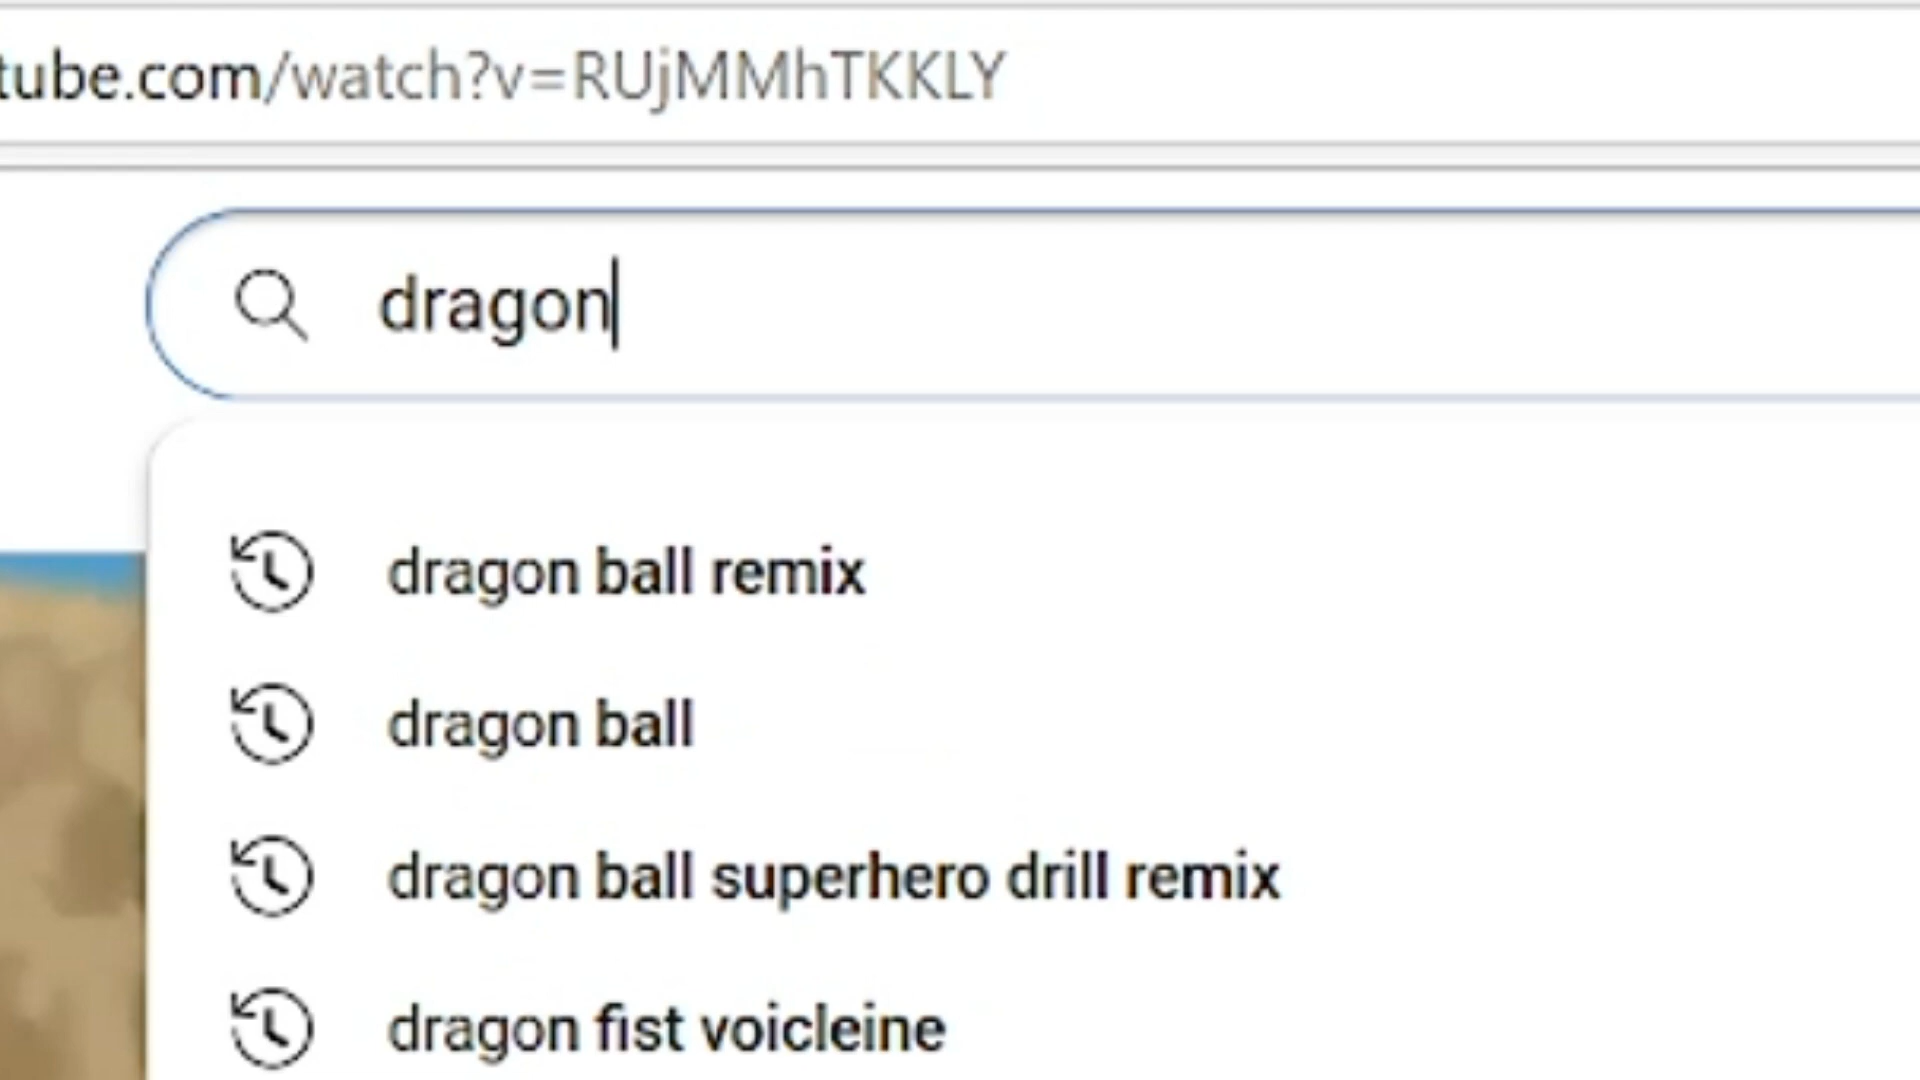 tube.com/watch?v=RUjMMhTKKLY
dragon
dragon ball remix
dragon ball
dragon ball superhero drill remix
dragon fist voicleine